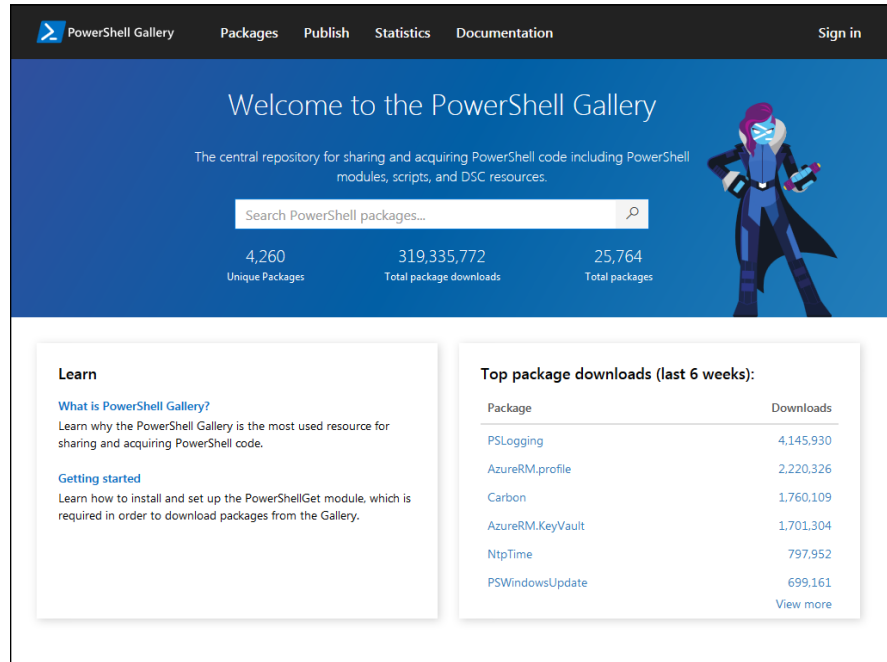 PowerShell Gallery Packages Publish Statistics Documentation Sign in
Welcome to the PowerShell Gallery
The central repository for sharing and acquiring PowerShell code including PowerShell
modules, scripts, and DSC resources.
Search PowerShell packages...
4,260 319,335,772 25,764
Unique Packages Total package downloads Total packages
Learn
What is PowerShell Gallery?
Learn why the PowerShell Gallery is the most used resource for
sharing and acquiring PowerShell code.
Getting started
Learn how to install and set up the PowerShellGet module, which is
required in order to download packages from the Gallery.
Top package downloads (last 6 weeks):
Package Downloads
PSLogging 4,145,930
AzureRM.profile 2,220,326
Carbon 1,760,109
AzureRM.KeyVault 1,701,304
NtpTime 797,952
PSWindowsUpdate 699,161
View more